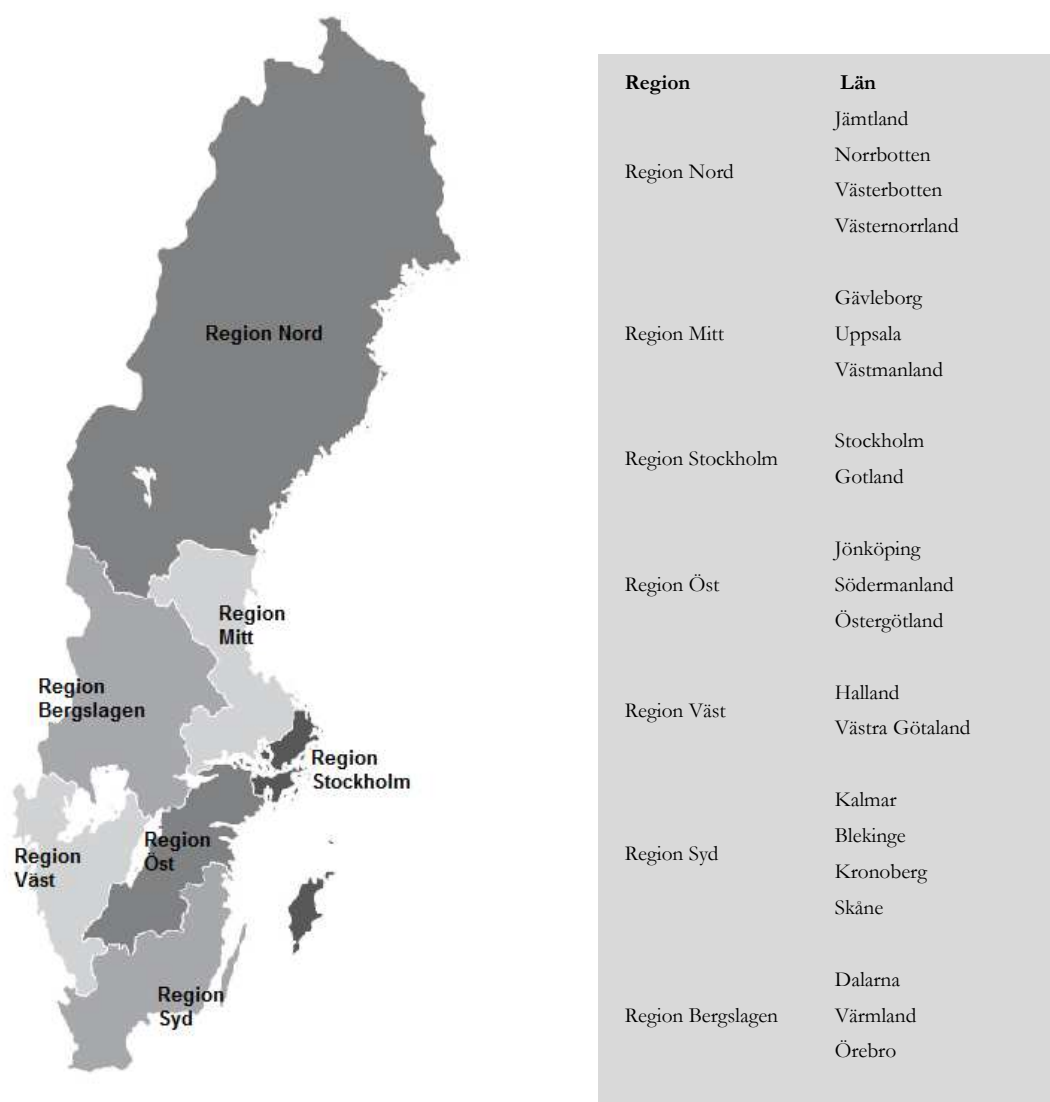 Region Nord
Region
Mitt
Region
Bergslagen
Region
Stockholm
Region
Öst
Region
Väst
Region
Syd
Region Län
Jämtland
Norrbotten
Region Nord
Västerbotten
Västernorrland
Gävleborg
Region Mitt Uppsala
Västmanland
Stockholm
Region Stockholm
Gotland
Jönköping
Region Öst Södermanland
Östergötland
Halland
Region Väst
Västra Götaland
Kalmar
Blekinge
Region Syd
Kronoberg
Skåne
Dalarna
Region Bergslagen Värmland
Örebro